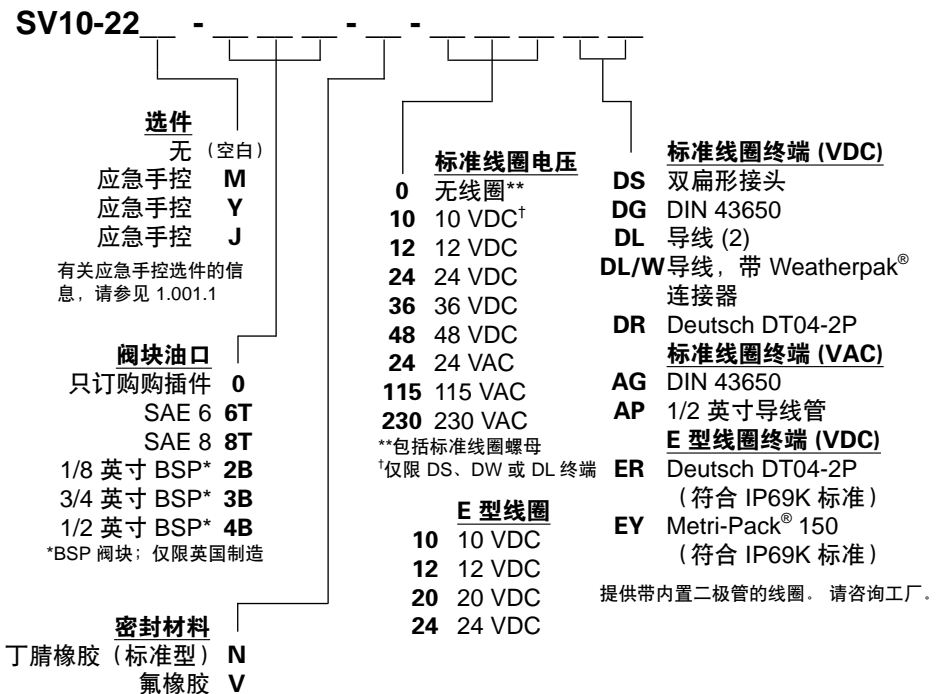 SV10-22__ - __ __ __ - __ - __ __ __ __ __
选件
无 (空白)
应急手控 M
应急手控 Y
应急手控 J
有关应急手控选件的信
息，请参见 1.001.1
阀块油口
只订购购插件 0
SAE 6 6T
SAE 8 8T
1/8 英寸 BSP* 2B
3/4 英寸 BSP* 3B
1/2 英寸 BSP* 4B
*BSP 阀块；仅限英国制造
密封材料
丁腈橡胶（标准型） N
氟橡胶 V
标准线圈电压
0 无线圈**
10 10 VDC†
12 12 VDC
24 24 VDC
36 36 VDC
48 48 VDC
24 24 VAC
115 115 VAC
230 230 VAC
**包括标准线圈螺母
†仅限 DS、DW 或 DL 终端
E 型线圈
10 10 VDC
12 12 VDC
20 20 VDC
24 24 VDC
标准线圈终端 (VDC)
DS 双扁形接头
DG DIN 43650
DL 导线 (2)
DL/W 导线，带 Weatherpak®
连接器
DR Deutsch DT04-2P
标准线圈终端 (VAC)
AG DIN 43650
AP 1/2 英寸导线管
E 型线圈终端 (VDC)
ER Deutsch DT04-2P
（符合 IP69K 标准）
EY Metri-Pack® 150
（符合 IP69K 标准）
提供带内置二极管的线圈。 请咨询工厂。